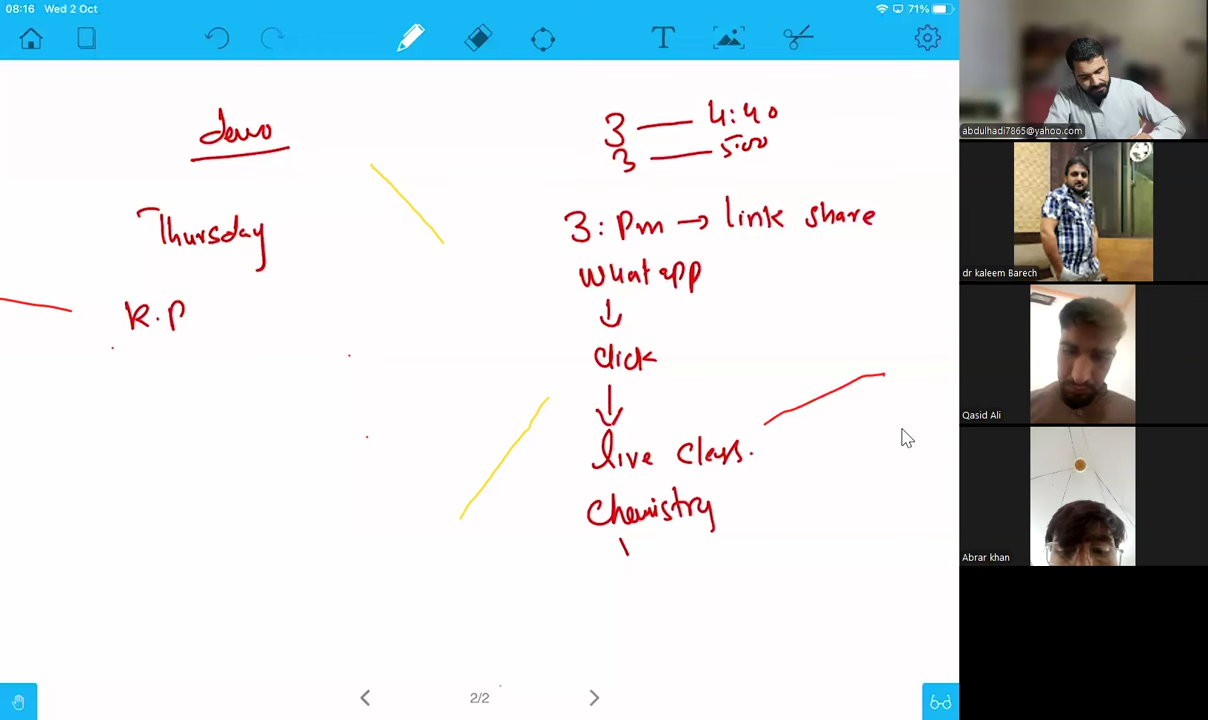 08:16 Wed 2 Oct
71%
T
demo
Thursday
K.P
3 — 4:40
3 — 5:00
3: Pm → link share
whatapp
↓
click
↓
live class.
chemistry
2/2
abdulhadi7865@yahoo.com
dr kaleem Barech
Qasid Ali
Abrar khan